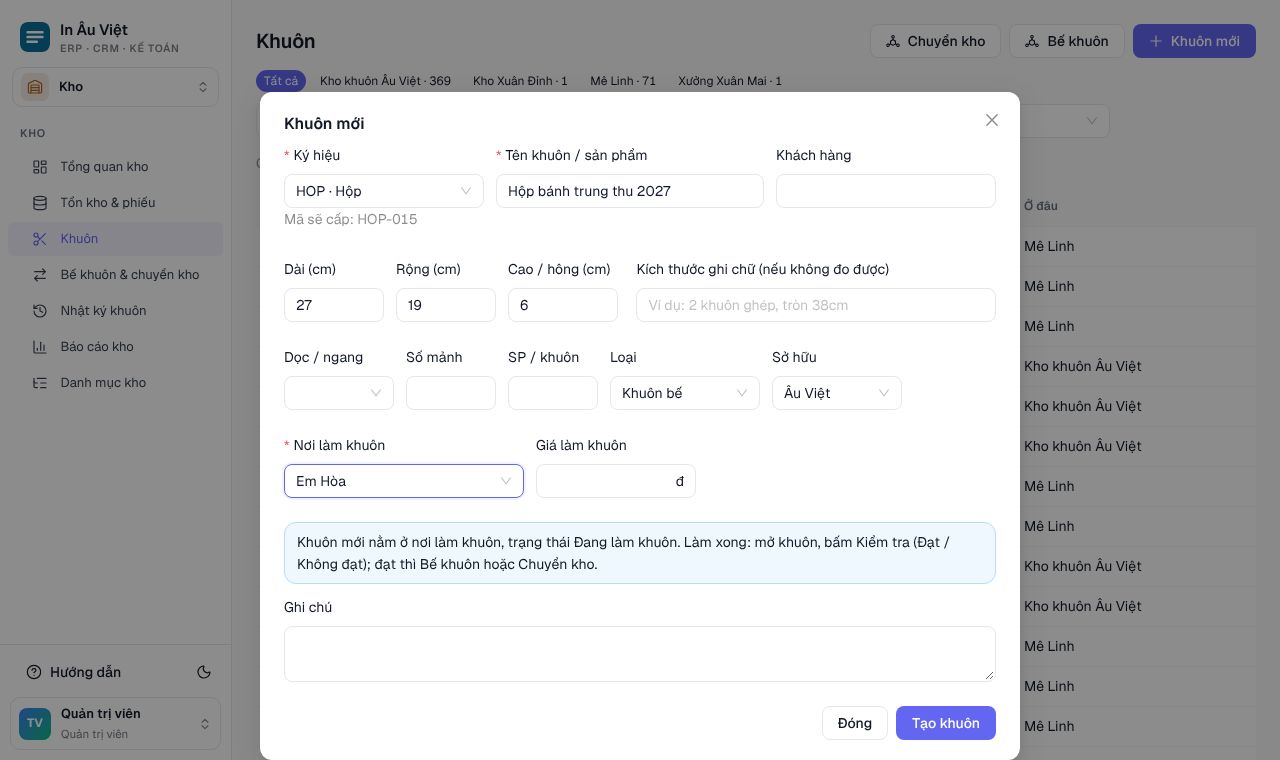 In Âu Việt
ERP · CRM · KẾ TOÁN
Kho
KHO
Tổng quan kho
Tồn kho & phiếu
Khuôn
Bế khuôn & chuyển kho
Nhật ký khuôn
Báo cáo kho
Danh mục kho
Hướng dẫn
TV
Quản trị viên
Quản trị viên
Khuôn
Chuyển kho
Bế khuôn
Khuôn mới
Tất cả
Kho khuôn Âu Việt · 369
Kho Xuân Đỉnh · 1
Mê Linh · 71
Xưởng Xuân Mai · 1
Khuôn mới
* Ký hiệu
* Tên khuôn / sản phẩm
Khách hàng
HOP · Hộp
Hộp bánh trung thu 2027
Mã sẽ cấp: HOP-015
Dài (cm)
Rộng (cm)
Cao / hông (cm)
Kích thước ghi chữ (nếu không đo được)
27
19
6
Ví dụ: 2 khuôn ghép, tròn 38cm
Dọc / ngang
Số mảnh
SP / khuôn
Loại
Sở hữu
Khuôn bế
Âu Việt
* Nơi làm khuôn
Giá làm khuôn
Em Hòa
đ
Khuôn mới nằm ở nơi làm khuôn, trạng thái Đang làm khuôn. Làm xong: mở khuôn, bấm Kiểm tra (Đạt /
Không đạt); đạt thì Bế khuôn hoặc Chuyển kho.
Ghi chú
Đóng
Tạo khuôn
Ở đâu
Mê Linh
Mê Linh
Mê Linh
Kho khuôn Âu Việt
Kho khuôn Âu Việt
Kho khuôn Âu Việt
Mê Linh
Mê Linh
Kho khuôn Âu Việt
Kho khuôn Âu Việt
Mê Linh
Mê Linh
Mê Linh